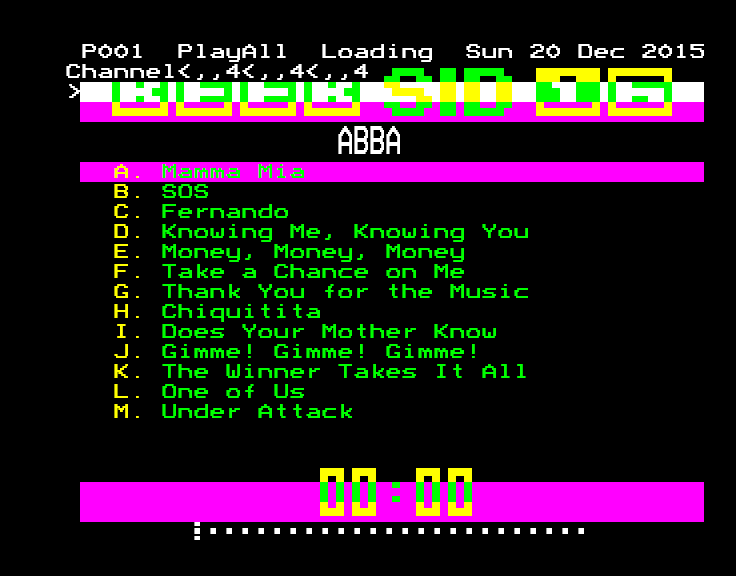 P001 PlayAll Loading Sun 20 Dec 2015
Channel<,,4<,,4<,,4
>
SID 16
ABBA
A. Mamma Mia
B. SOS
C. Fernando
D. Knowing Me, Knowing You
E. Money, Money, Money
F. Take a Chance on Me
G. Thank You for the Music
H. Chiquitita
I. Does Your Mother Know
J. Gimme! Gimme! Gimme!
K. The Winner Takes It All
L. One of Us
M. Under Attack
00:00